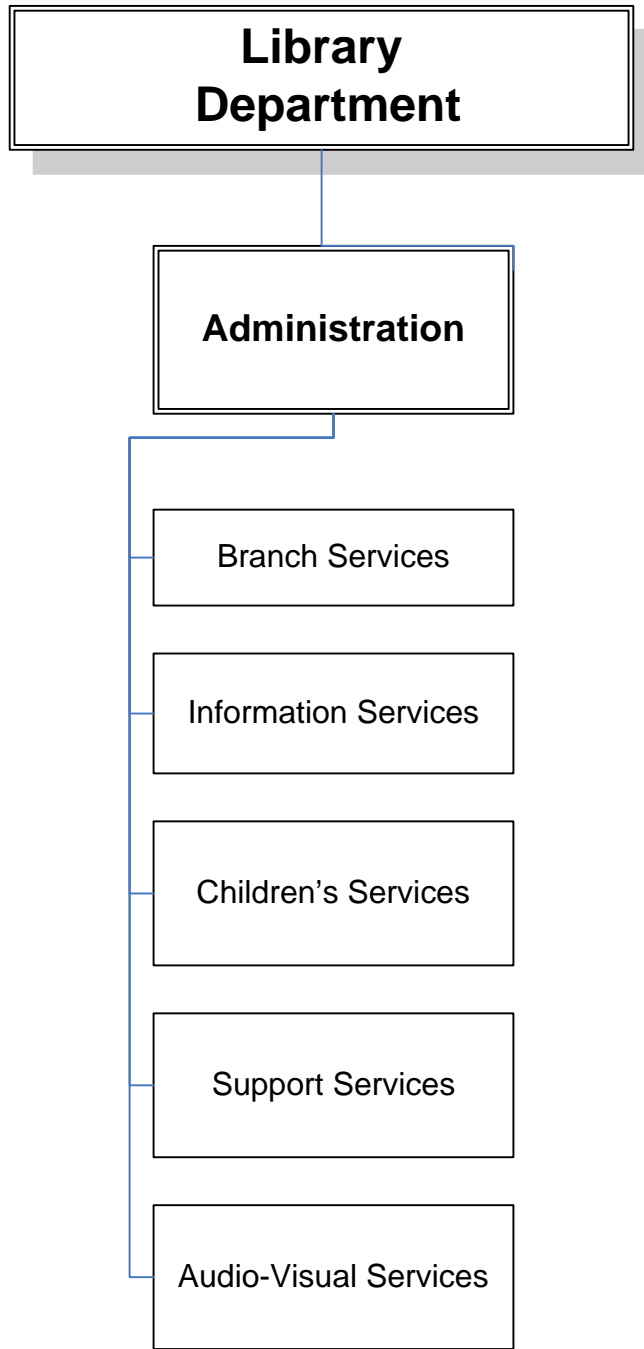 Library
Department
Administration
Branch Services
Information Services
Children’s Services
Support Services
Audio-Visual Services